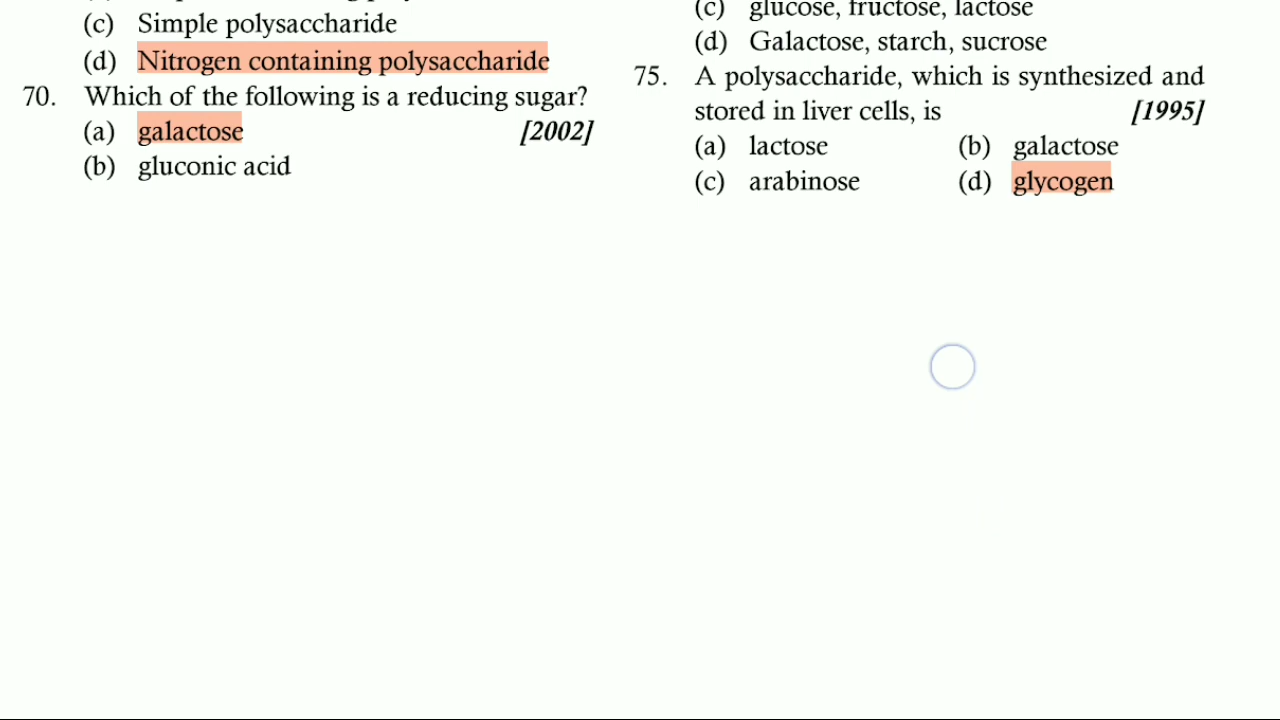 (c) Simple polysaccharide
(d) Nitrogen containing polysaccharide
70. Which of the following is a reducing sugar?
(a) galactose [2002]
(b) gluconic acid
(c) glucose, fructose, lactose
(d) Galactose, starch, sucrose
75. A polysaccharide, which is synthesized and
stored in liver cells, is [1995]
(a) lactose (b) galactose
(c) arabinose (d) glycogen